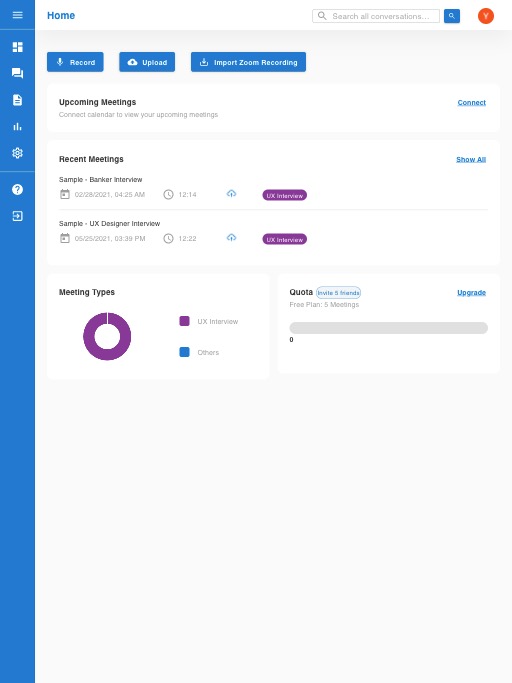 Home
Search all conversations...
Y
Record
Upload
Import Zoom Recording
Upcoming Meetings
Connect
Connect calendar to view your upcoming meetings
Recent Meetings
Show All
Sample - Banker Interview
02/28/2021, 04:25 AM
12:14
UX Interview
Sample - UX Designer Interview
05/25/2021, 03:39 PM
12:22
UX Interview
Meeting Types
UX Interview
Others
Quota
Invite 5 friends
Upgrade
Free Plan: 5 Meetings
0